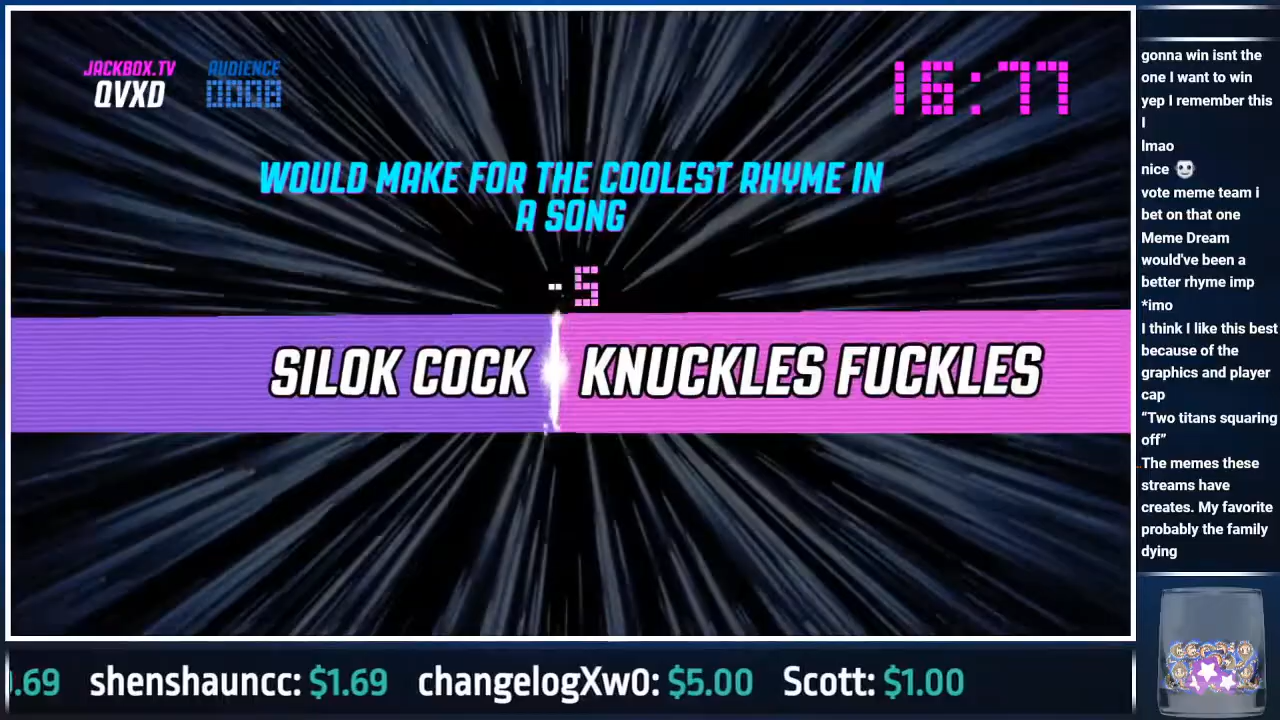 JACKBOX.TV
QVXD
AUDIENCE
0008
16:77
WOULD MAKE FOR THE COOLEST RHYME IN
A SONG
-5
SILOK COCK
KNUCKLES FUCKLES
gonna win isnt the
one I want to win
yep I remember this
I
lmao
nice
vote meme team i
bet on that one
Meme Dream
would've been a
better rhyme imp
*imo
I think I like this best
because of the
graphics and player
cap
“Two titans squaring
off”
The memes these
streams have
creates. My favorite
probably the family
dying
.69 shenshauncc: $1.69 changelogXw0: $5.00 Scott: $1.00